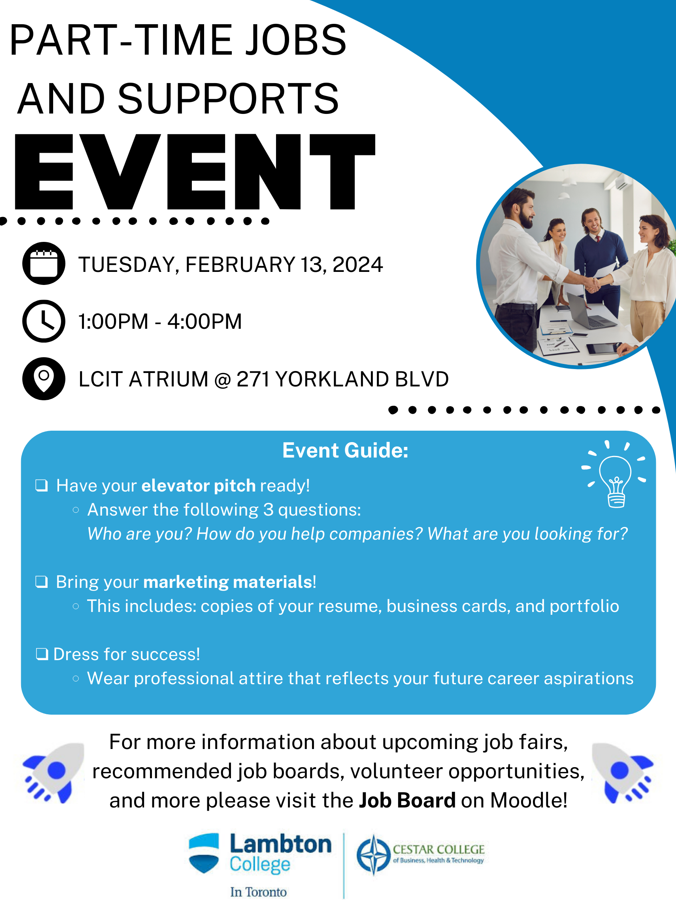 PART-TIME JOBS
AND SUPPORTS
EVENT
TUESDAY, FEBRUARY 13, 2024
1:00PM - 4:00PM
LCIT ATRIUM @ 271 YORKLAND BLVD
Event Guide:
❏ Have your elevator pitch ready!
○ Answer the following 3 questions:
Who are you? How do you help companies? What are you looking for?
❏ Bring your marketing materials!
○ This includes: copies of your resume, business cards, and portfolio
❏ Dress for success!
○ Wear professional attire that reflects your future career aspirations
For more information about upcoming job fairs,
recommended job boards, volunteer opportunities,
and more please visit the Job Board on Moodle!
Lambton
College
In Toronto
CESTAR COLLEGE
of Business, Health & Technology